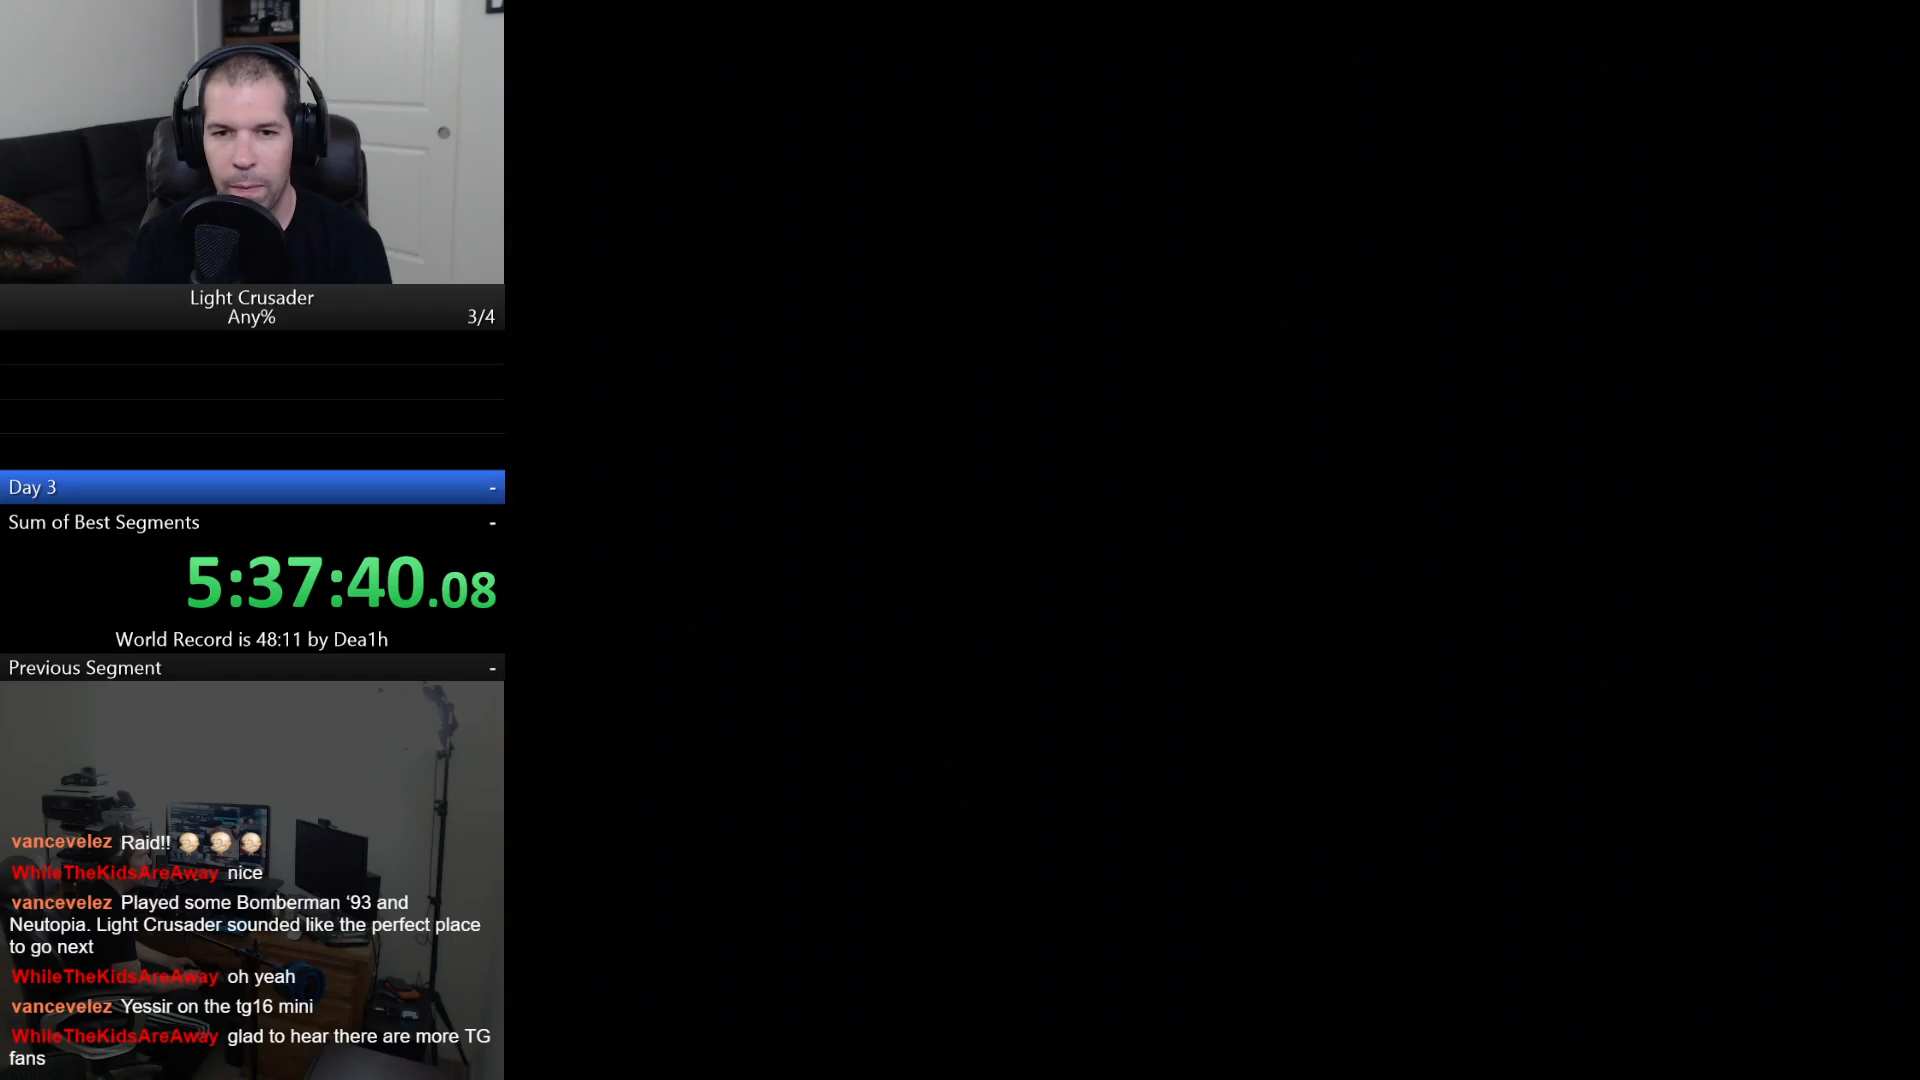 Light Crusader
Any%
3/4
Day 3 -
Sum of Best Segments -
5:37:40.08
World Record is 48:11 by Dea1h
Previous Segment -
vancevelez Raid!!
WhileTheKidsAreAway nice
vancevelez Played some Bomberman ‘93 and
Neutopia. Light Crusader sounded like the perfect place
to go next
WhileTheKidsAreAway oh yeah
vancevelez Yessir on the tg16 mini
WhileTheKidsAreAway glad to hear there are more TG
fans